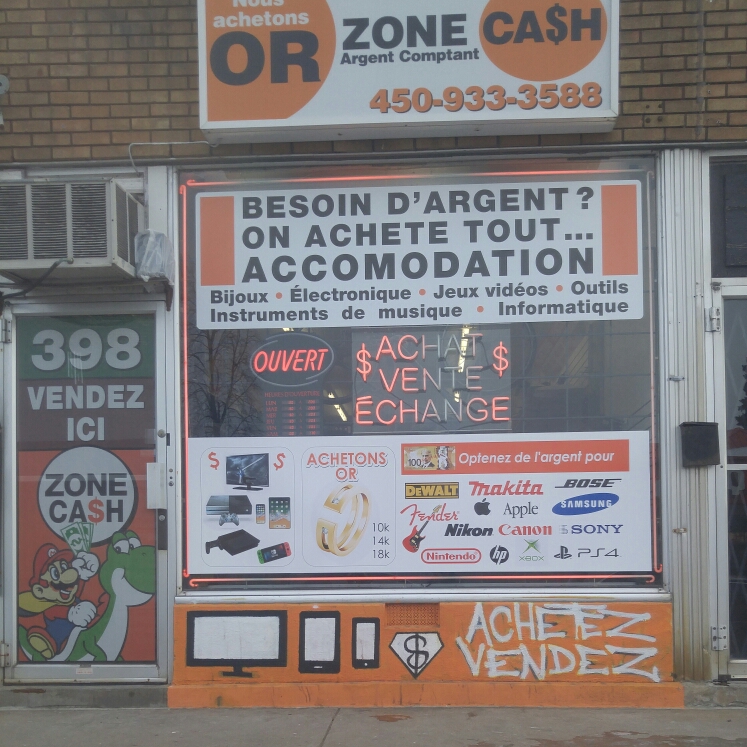 Nous
achetons
OR
ZONE CA$H
Argent Comptant
450-933-3588
BESOIN D'ARGENT ?
ON ACHETE TOUT...
ACCOMODATION
Bijoux • Électronique • Jeux vidéos • Outils
Instruments de musique • Informatique
398
VENDEZ
ICI
ZONE
CA$H
OUVERT
$ ACHAT $
VENTE
ÉCHANGE
$ $
ACHETONS
OR
10k
14k
18k
100
Optenez de l'argent pour
DEWALT Makita BOSE
Fender Apple SAMSUNG
Nikon Canon SONY
Nintendo hp XBOX PS4
$
ACHETEZ
VENDEZ